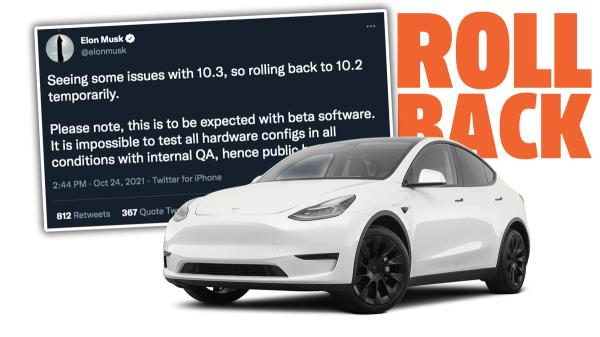 Elon Musk
@elonmusk
Seeing some issues with 10.3, so rolling back to 10.2
temporarily.
Please note, this is to be expected with beta software.
It is impossible to test all hardware configs in all
conditions with internal QA, hence public
2:44 PM · Oct 24, 2021 · Twitter for iPhone
812 Retweets 367 Quote
ROLL
BACK